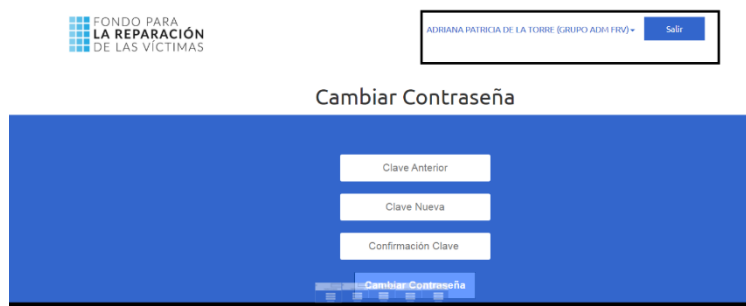 FONDO PARA
LA REPARACIÓN
DE LAS VÍCTIMAS
ADRIANA PATRICIA DE LA TORRE (GRUPO ADM FRV)
Salir
Cambiar Contraseña
Clave Anterior
Clave Nueva
Confirmación Clave
Cambiar Contraseña